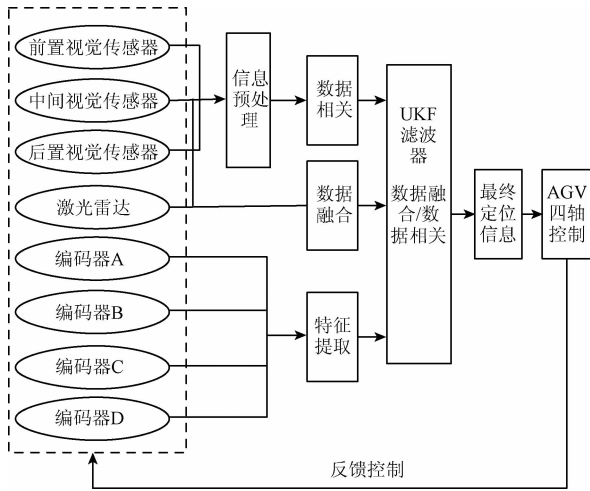 前置视觉传感器
中间视觉传感器
后置视觉传感器
激光雷达
编码器A
编码器B
编码器C
编码器D
信息
预处
理
数据
相关
数据
融合
特征
提取
UKF
滤波
器
数据融
合/数
据相关
最终
定位
信息
AGV
四轴
控制
反馈控制